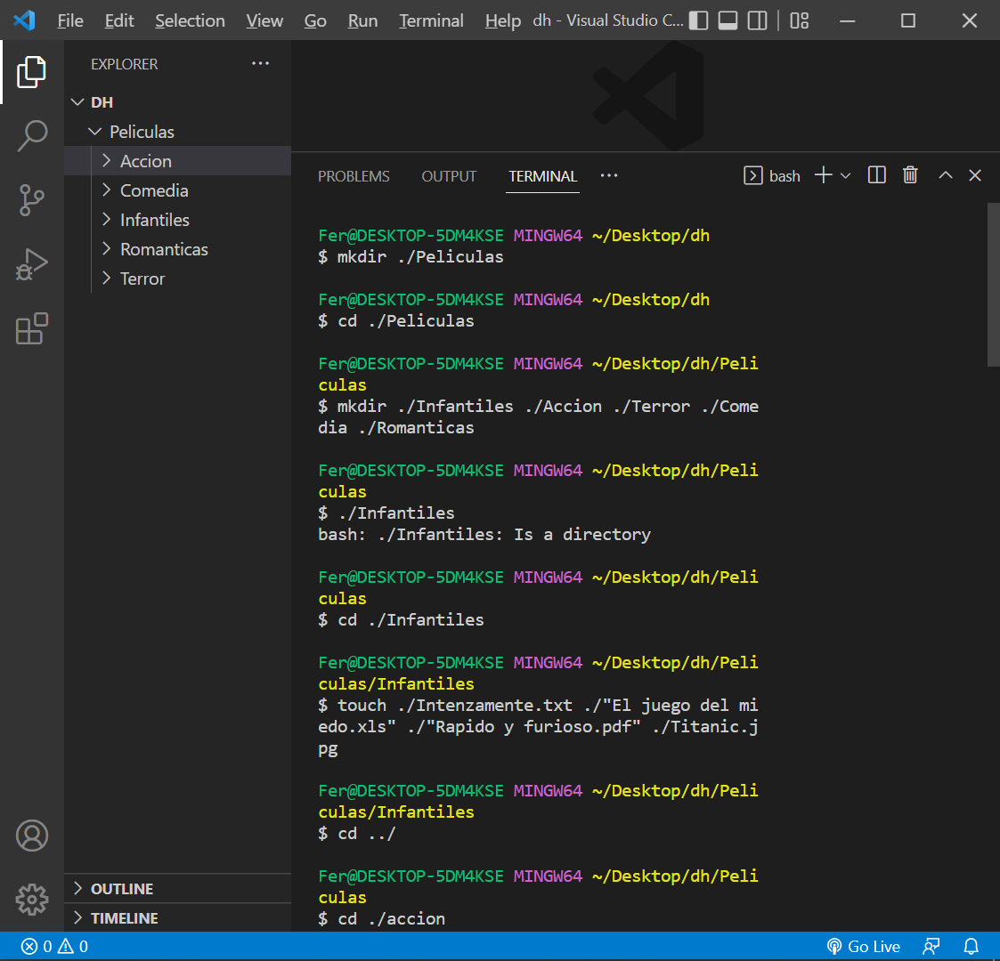 File Edit Selection View Go Run Terminal Help dh - Visual Studio C...
EXPLORER
DH
Peliculas
Accion
Comedia
Infantiles
Romanticas
Terror
OUTLINE
TIMELINE
PROBLEMS OUTPUT TERMINAL ... bash
Fer@DESKTOP-5DM4KSE MINGW64 ~/Desktop/dh
$ mkdir ./Peliculas
Fer@DESKTOP-5DM4KSE MINGW64 ~/Desktop/dh
$ cd ./Peliculas
Fer@DESKTOP-5DM4KSE MINGW64 ~/Desktop/dh/Peli
culas
$ mkdir ./Infantiles ./Accion ./Terror ./Come
dia ./Romanticas
Fer@DESKTOP-5DM4KSE MINGW64 ~/Desktop/dh/Peli
culas
$ ./Infantiles
bash: ./Infantiles: Is a directory
Fer@DESKTOP-5DM4KSE MINGW64 ~/Desktop/dh/Peli
culas
$ cd ./Infantiles
Fer@DESKTOP-5DM4KSE MINGW64 ~/Desktop/dh/Peli
culas/Infantiles
$ touch ./Intenzamente.txt ./"El juego del mi
edo.xls" ./"Rapido y furioso.pdf" ./Titanic.j
pg
Fer@DESKTOP-5DM4KSE MINGW64 ~/Desktop/dh/Peli
culas/Infantiles
$ cd ../
Fer@DESKTOP-5DM4KSE MINGW64 ~/Desktop/dh/Peli
culas
$ cd ./accion
0 0 Go Live